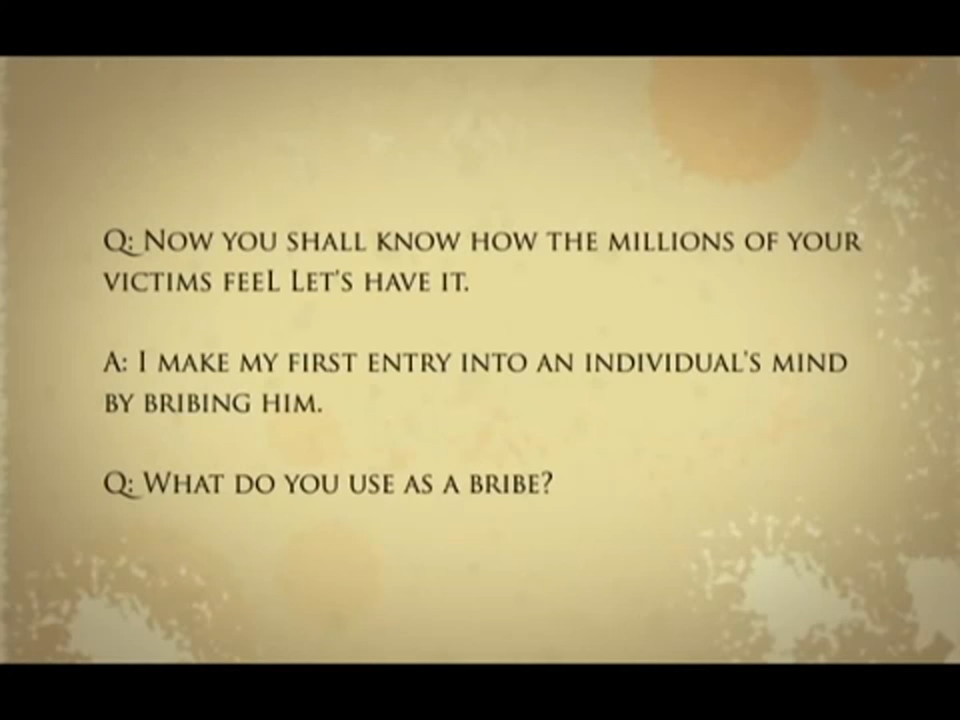 Q: Now you shall know how the millions of your
victims feel Let's have it.
A: I make my first entry into an individual's mind
by bribing him.
Q: What do you use as a bribe?